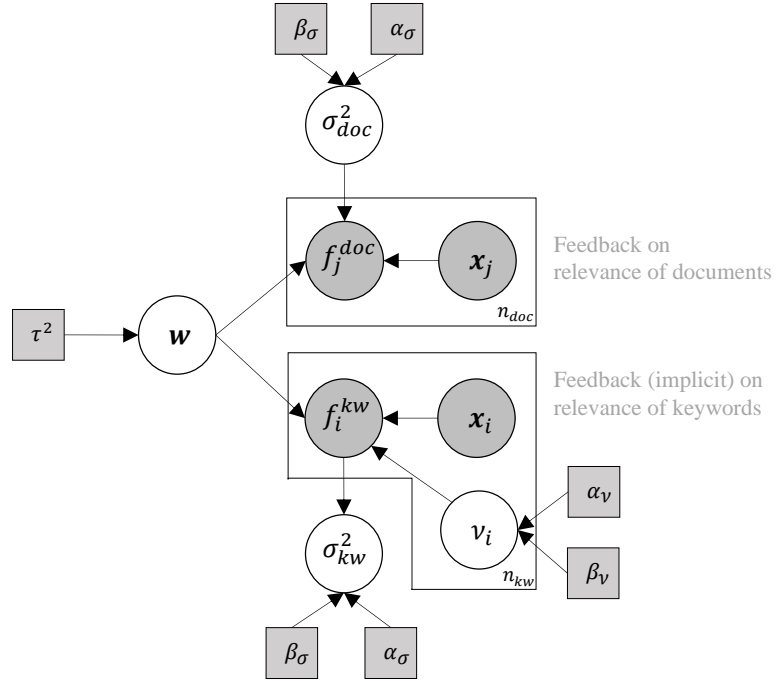 β_σ α_σ
σ²_doc
f_j^doc x_j
Feedback on
relevance of documents
n_doc
τ² w
Feedback (implicit) on
relevance of keywords
f_i^kw x_i
α_ν
ν_i
σ²_kw
β_ν
n_kw
β_σ α_σ